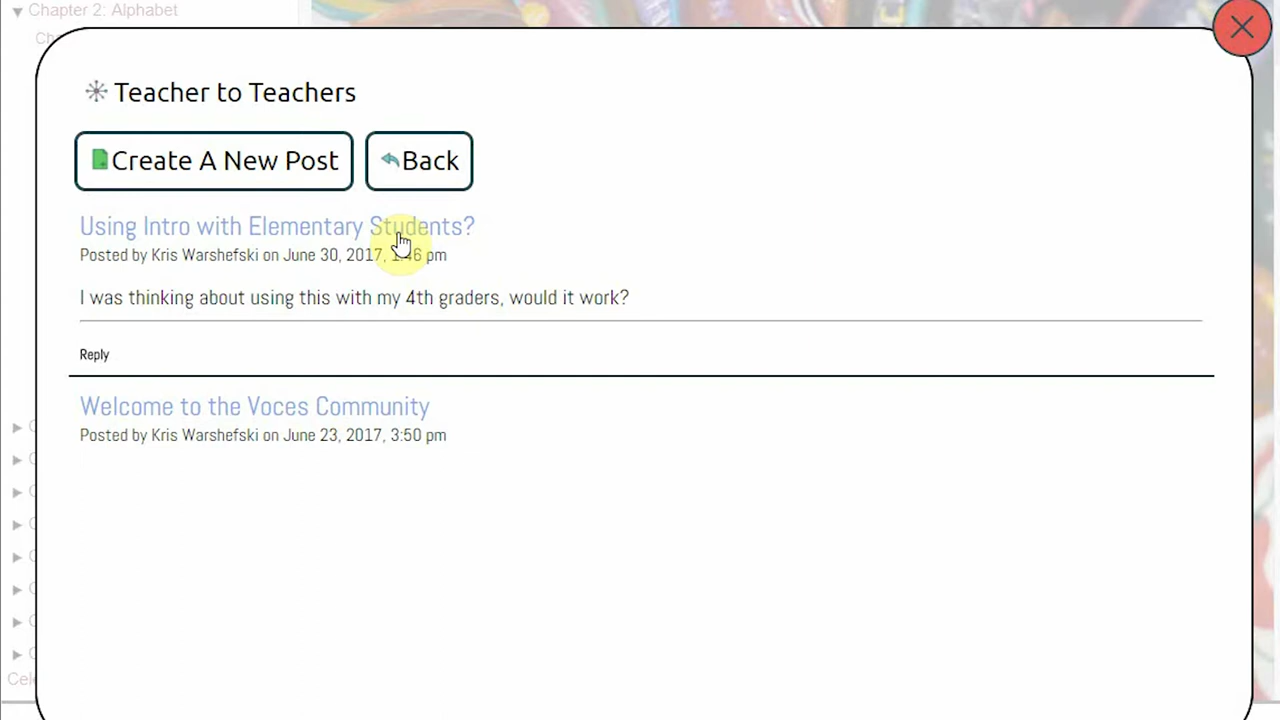 Chapter 2: Alphabet
Teacher to Teachers
Create A New Post
Back
Using Intro with Elementary Students?
Posted by Kris Warshefski on June 30, 2017, 1:46 pm
I was thinking about using this with my 4th graders, would it work?
Reply
Welcome to the Voces Community
Posted by Kris Warshefski on June 23, 2017, 3:50 pm